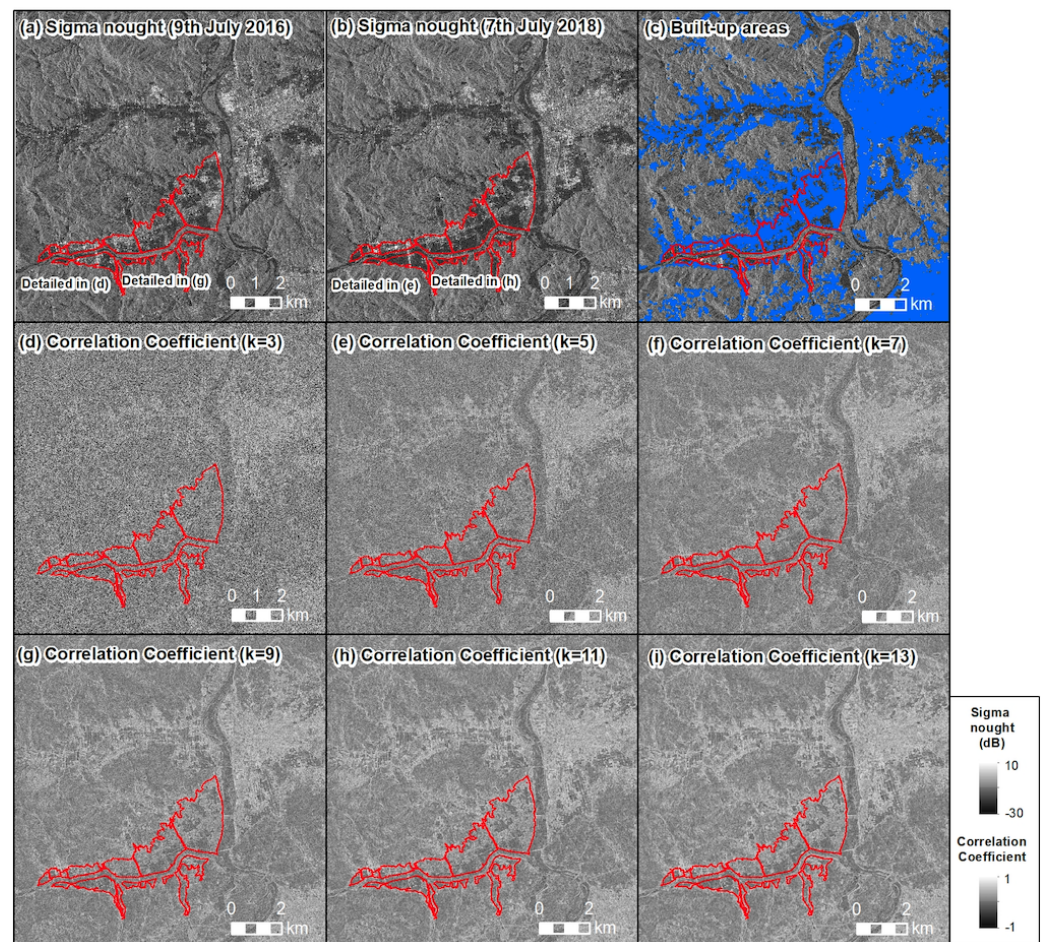 (a) Sigma nought (9th July 2016)
(b) Sigma nought (7th July 2018)
(c) Built-up areas
Detailed in (d)
Detailed in (g)
0 1 2
km
Detailed in (e)
Detailed in (h)
0 2
km
0 2
km
(d) Correlation Coefficient (k=3)
(e) Correlation Coefficient (k=5)
(f) Correlation Coefficient (k=7)
0 1 2
km
0 2
km
0 2
km
(g) Correlation Coefficient (k=9)
(h) Correlation Coefficient (k=11)
(i) Correlation Coefficient (k=13)
0 2
km
0 2
km
0 2
km
Sigma
nought
(dB)
10
-30
Correlation
Coefficient
1
-1